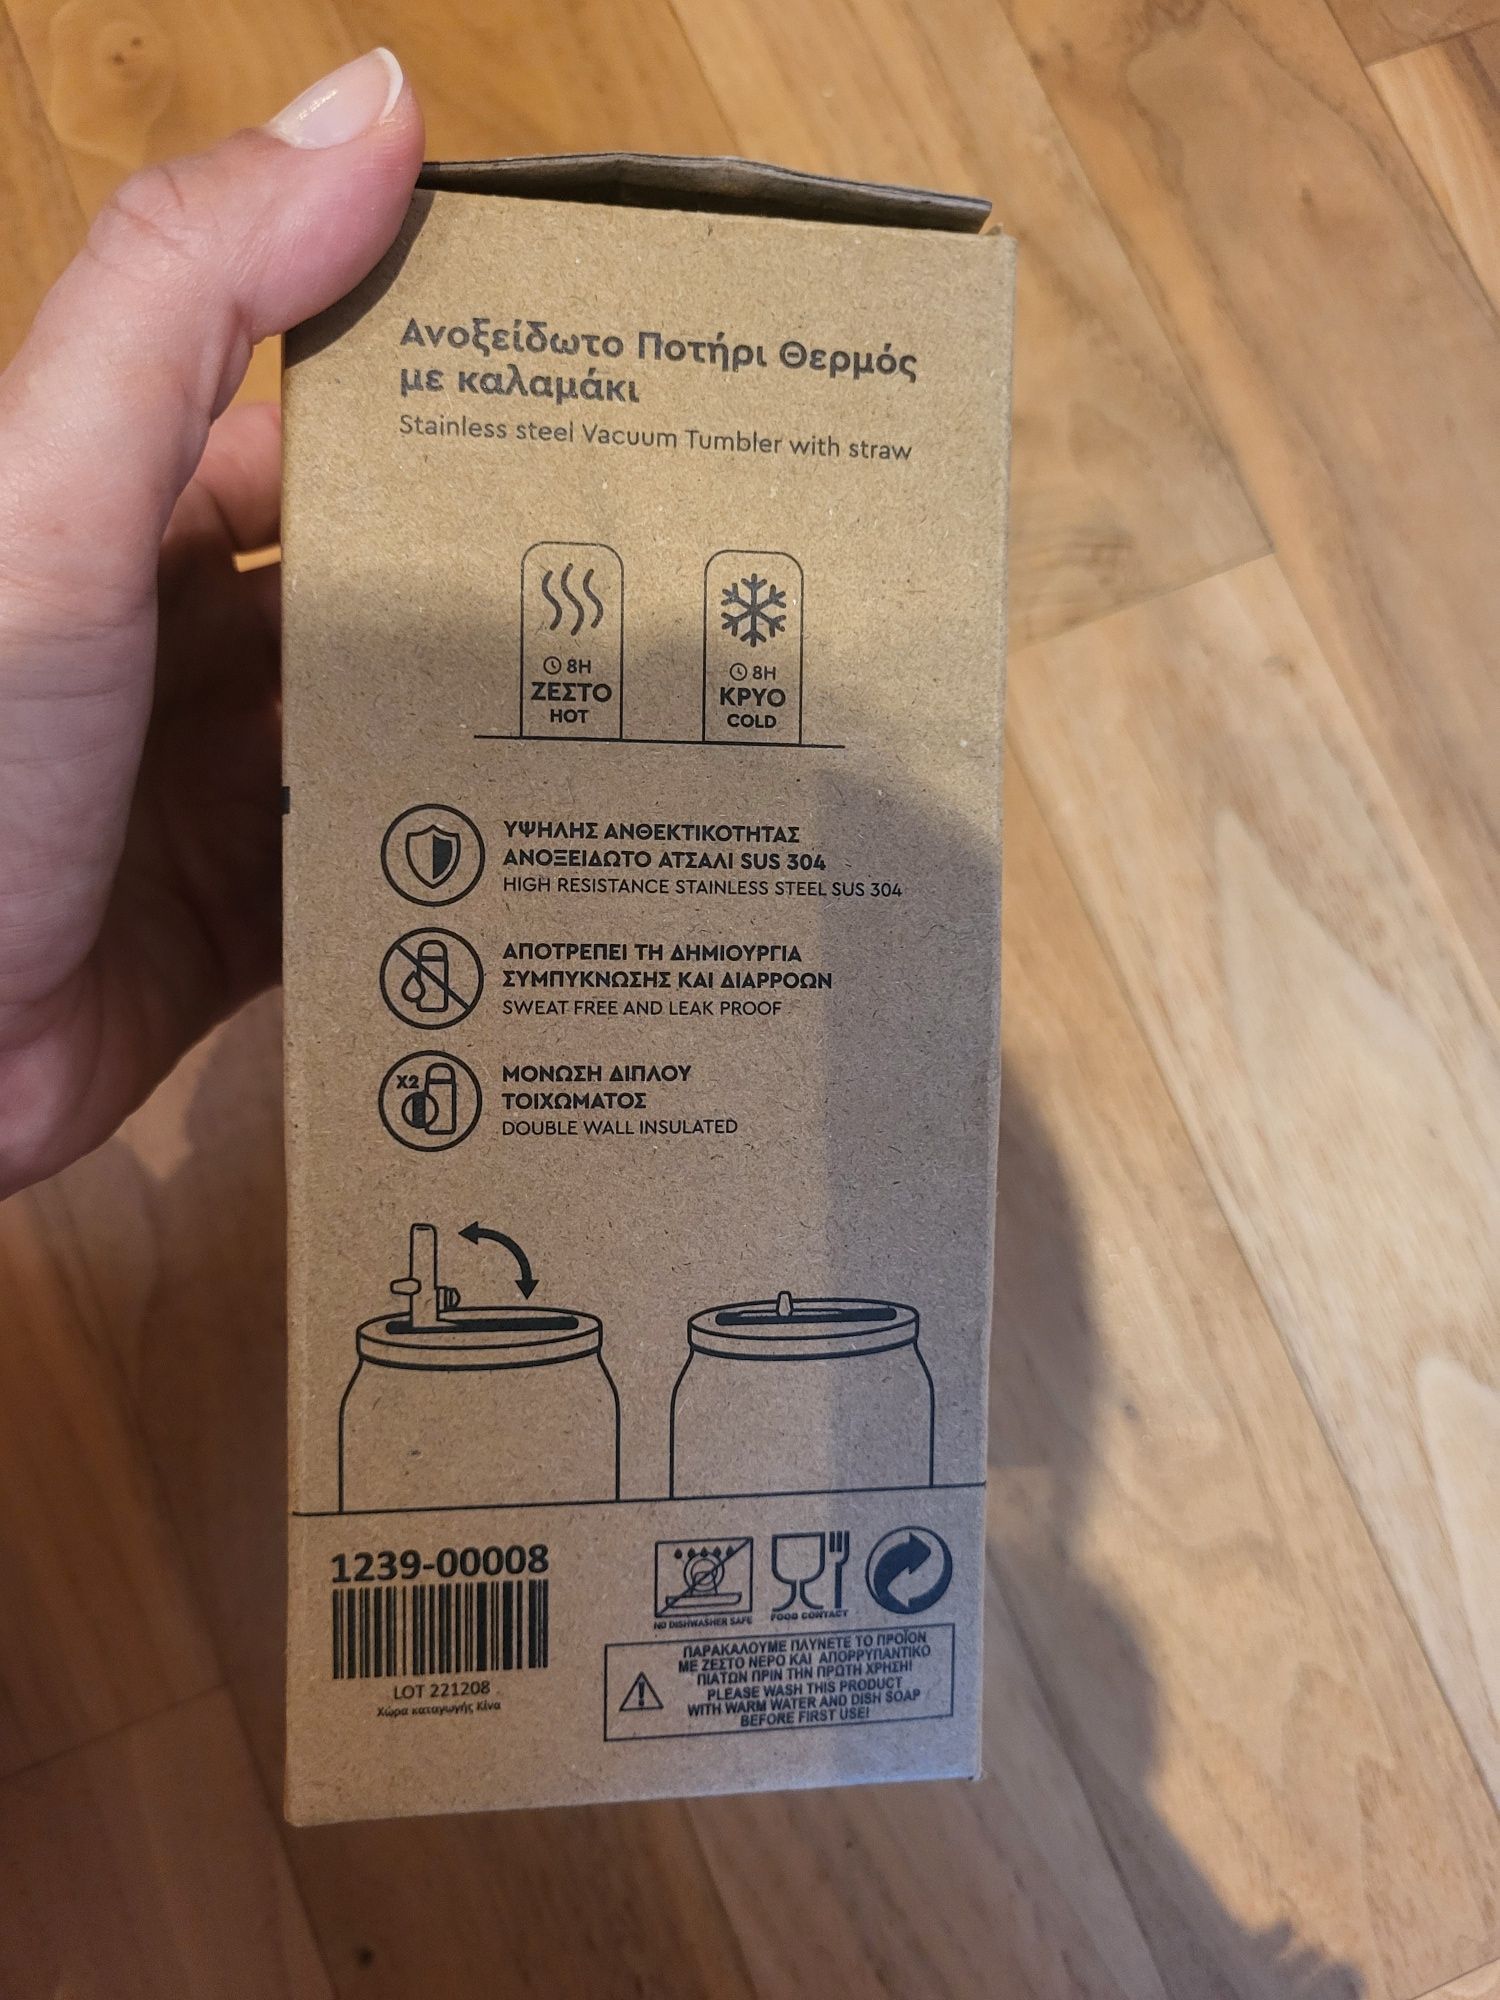 Ανοξείδωτο Ποτήρι Θερμός
με καλαμάκι
Stainless steel Vacuum Tumbler with straw
8H
ΖΕΣΤΟ
HOT
8H
ΚΡΥΟ
COLD
ΥΨΗΛΗΣ ΑΝΘΕΚΤΙΚΟΤΗΤΑΣ
ΑΝΟΞΕΙΔΩΤΟ ΑΤΣΑΛΙ SUS 304
HIGH RESISTANCE STAINLESS STEEL SUS 304
ΑΠΟΤΡΕΠΕΙ ΤΗ ΔΗΜΙΟΥΡΓΙΑ
ΣΥΜΠΥΚΝΩΣΗΣ ΚΑΙ ΔΙΑΡΡΟΩΝ
SWEAT FREE AND LEAK PROOF
X2
ΜΟΝΩΣΗ ΔΙΠΛΟΥ
ΤΟΙΧΩΜΑΤΟΣ
DOUBLE WALL INSULATED
1239-00008
LOT 221208
Χώρα καταγωγής Κίνα
NO DISHWASHER SAFE
FOOD CONTACT
ΠΑΡΑΚΑΛΟΥΜΕ ΠΛΥΝΕΤΕ ΤΟ ΠΡΟΪΟΝ
ΜΕ ΖΕΣΤΟ ΝΕΡΟ ΚΑΙ ΑΠΟΡΡΥΠΑΝΤΙΚΟ
ΠΙΑΤΩΝ ΠΡΙΝ ΤΗΝ ΠΡΩΤΗ ΧΡΗΣΗ!
PLEASE WASH THIS PRODUCT
WITH WARM WATER AND DISH SOAP
BEFORE FIRST USE!